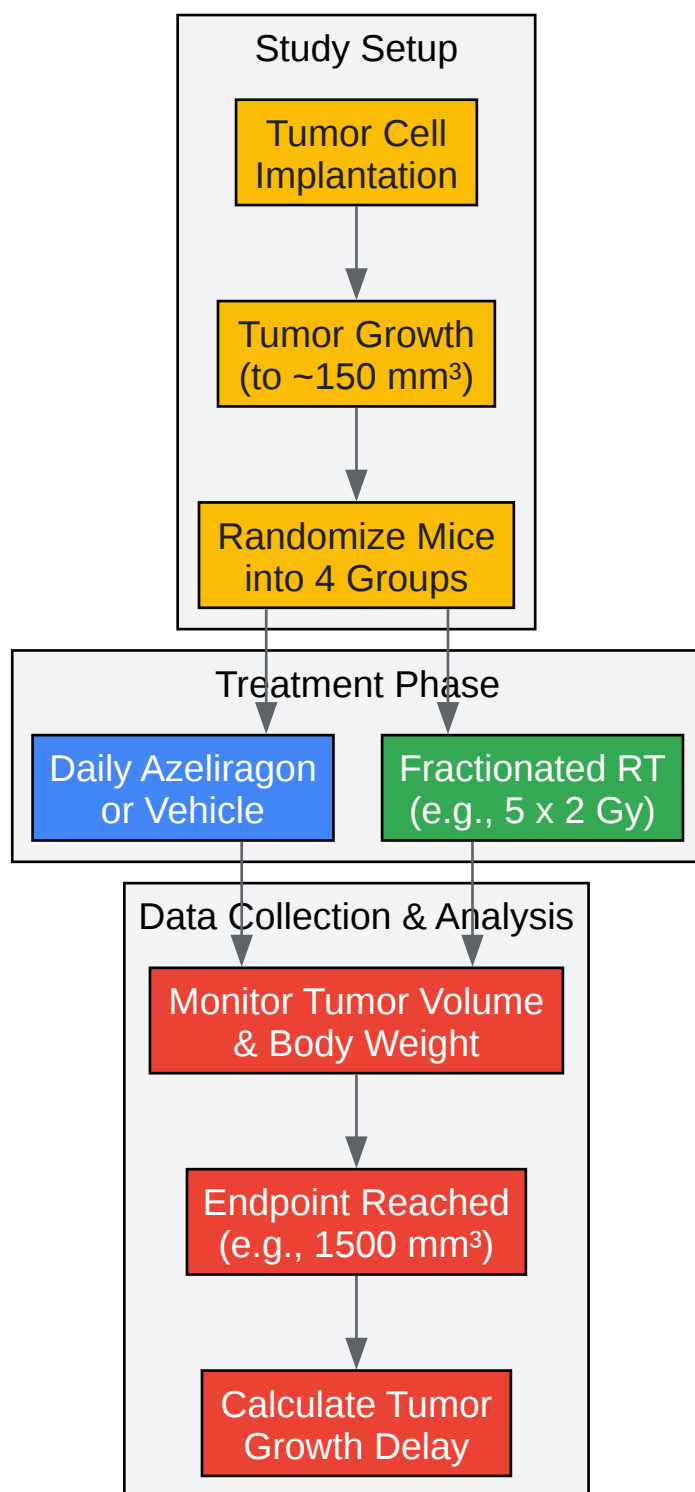 Study Setup
Tumor Cell
Implantation
Tumor Growth
(to ~150 mm³)
Randomize Mice
into 4 Groups
Treatment Phase
Daily Azeliragon
or Vehicle
Fractionated RT
(e.g., 5 x 2 Gy)
Data Collection & Analysis
Monitor Tumor Volume
& Body Weight
Endpoint Reached
(e.g., 1500 mm³)
Calculate Tumor
Growth Delay